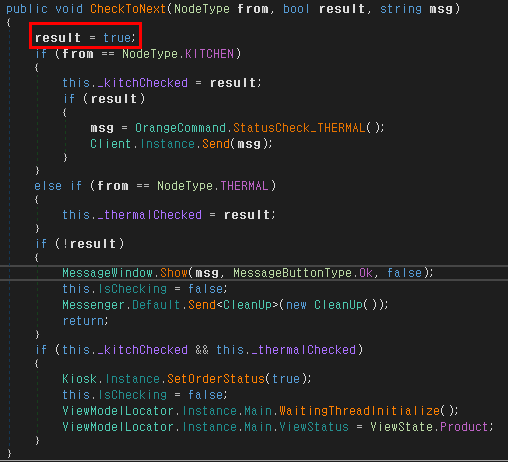 public void CheckToNext(NodeType from, bool result, string msg)
{
result = true;
if (from == NodeType.KITCHEN)
{
this._kitchChecked = result;
if (result)
{
msg = OrangeCommand.StatusCheck_THERMAL();
Client.Instance.Send(msg);
}
}
else if (from == NodeType.THERMAL)
{
this._thermalChecked = result;
}
if (!result)
{
MessageWindow.Show(msg, MessageButtonType.Ok, false);
this.IsChecking = false;
Messenger.Default.Send<CleanUp>(new CleanUp());
return;
}
if (this._kitchChecked && this._thermalChecked)
{
Kiosk.Instance.SetOrderStatus(true);
this.IsChecking = false;
ViewModelLocator.Instance.Main.WaitingThreadInitialize();
ViewModelLocator.Instance.Main.ViewStatus = ViewState.Product;
}
}